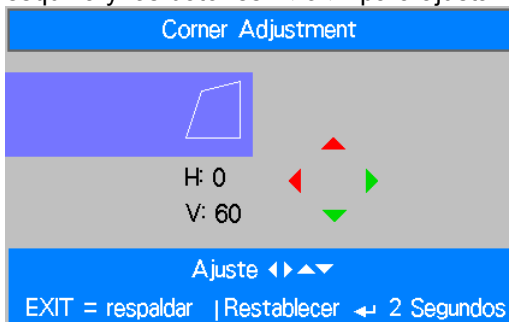 Corner Adjustment
H: 0
V: 60
Ajuste
EXIT = respaldar | Restablecer ↵ 2 Segundos